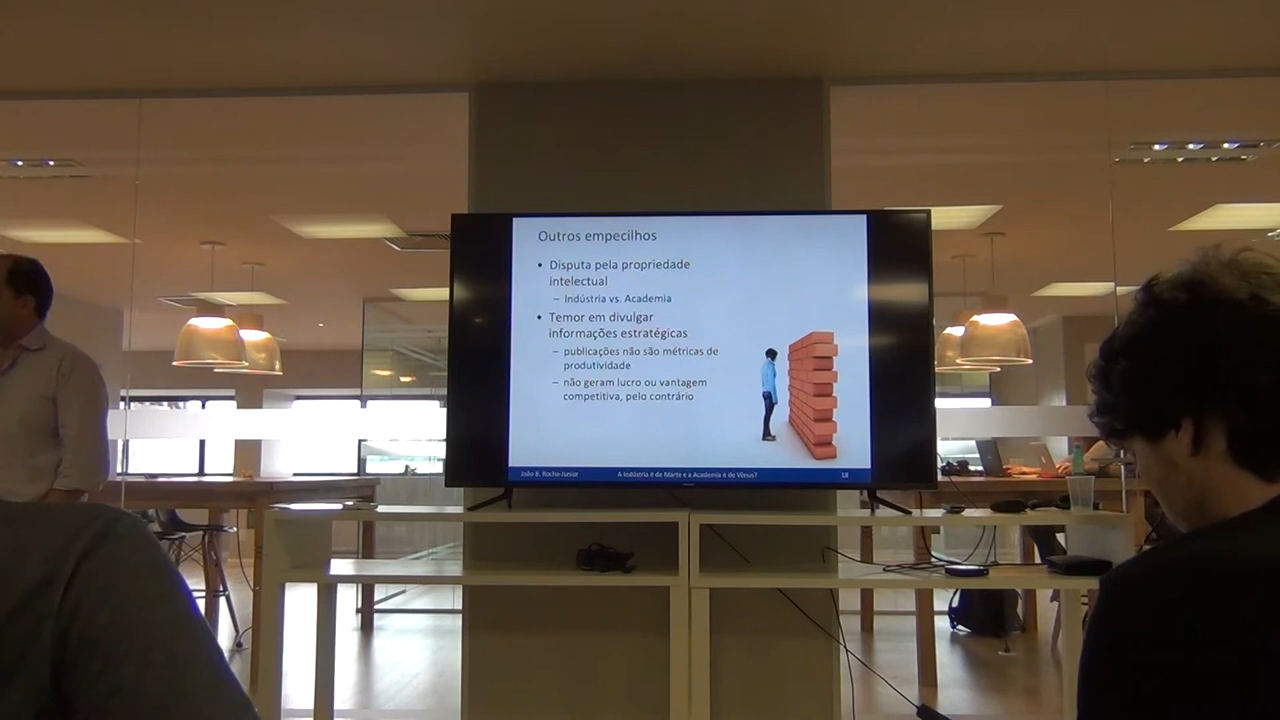 Outros empecilhos
• Disputa pela propriedade
intelectual
– Indústria vs. Academia
• Temor em divulgar
informações estratégicas
– publicações não são métricas de
produtividade
– não geram lucro ou vantagem
competitiva, pelo contrário
João B. Rocha-Junior
A Indústria é de Marte e a Academia é de Vênus?
18